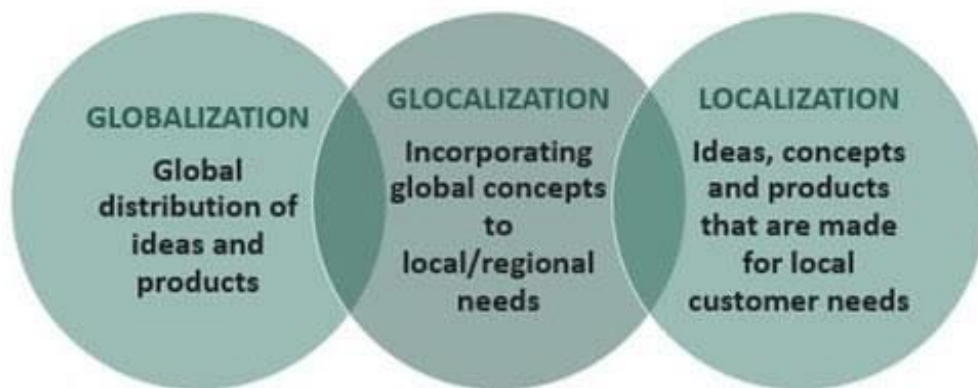 GLOBALIZATION
Global
distribution of
ideas and
products
GLOCALIZATION
Incorporating
global concepts
to
local/regional
needs
LOCALIZATION
Ideas, concepts
and products
that are made
for local
customer needs